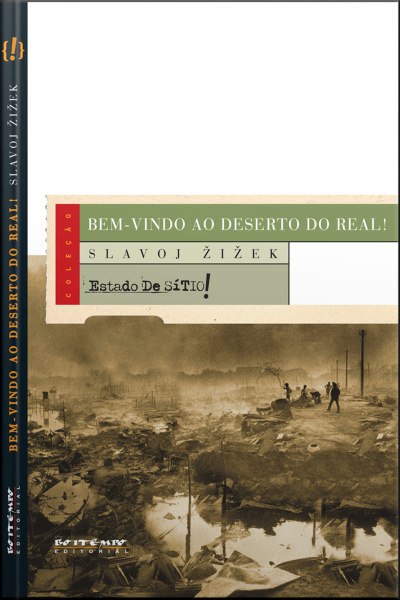 {!}
BEM-VINDO AO DESERTO DO REAL! SLAVOJ ŽIŽEK
BOITEMPO
EDITORIAL
COLEÇÃO
BEM-VINDO AO DESERTO DO REAL!
SLAVOJ ŽIŽEK
Estado De SíTIO!
BOITEMPO
EDITORIAL